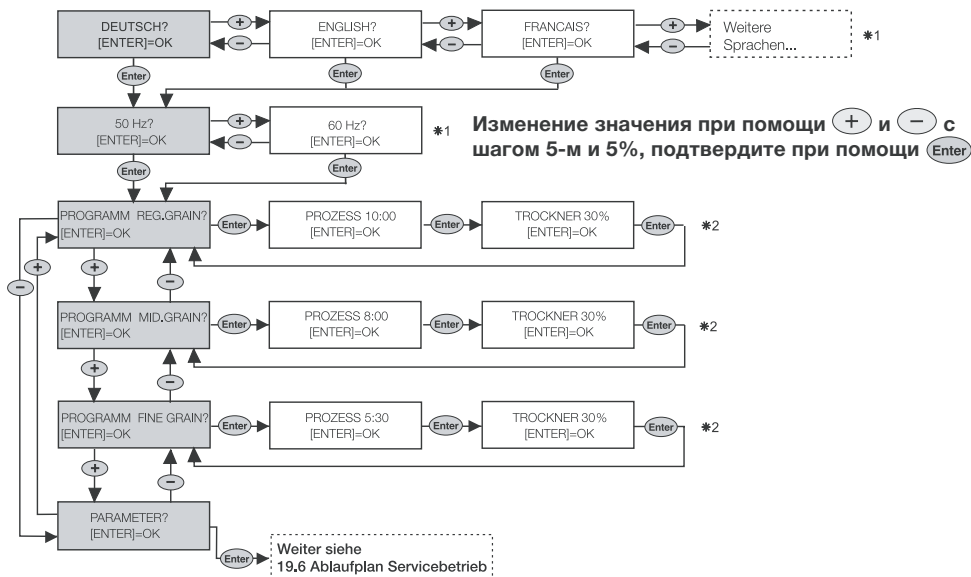 DEUTSCH?
[ENTER]=OK
+
−
ENGLISH?
[ENTER]=OK
+
−
FRANCAIS?
[ENTER]=OK
+
−
Weitere
Sprachen...
✱1
Enter
Enter
Enter
50 Hz?
[ENTER]=OK
+
−
60 Hz?
[ENTER]=OK
✱1
Изменение значения при помощи + и − с
шагом 5-м и 5%, подтвердите при помощи Enter
Enter
Enter
PROGRAMM REG.GRAIN?
[ENTER]=OK
Enter
PROZESS 10:00
[ENTER]=OK
Enter
TROCKNER 30%
[ENTER]=OK
Enter
✱2
−
+
+
−
PROGRAMM MID.GRAIN?
[ENTER]=OK
Enter
PROZESS 8:00
[ENTER]=OK
Enter
TROCKNER 30%
[ENTER]=OK
Enter
✱2
+
−
PROGRAMM FINE GRAIN?
[ENTER]=OK
Enter
PROZESS 5:30
[ENTER]=OK
Enter
TROCKNER 30%
[ENTER]=OK
Enter
✱2
+
−
PARAMETER?
[ENTER]=OK
Enter
Weiter siehe
19.6 Ablaufplan Servicebetrieb